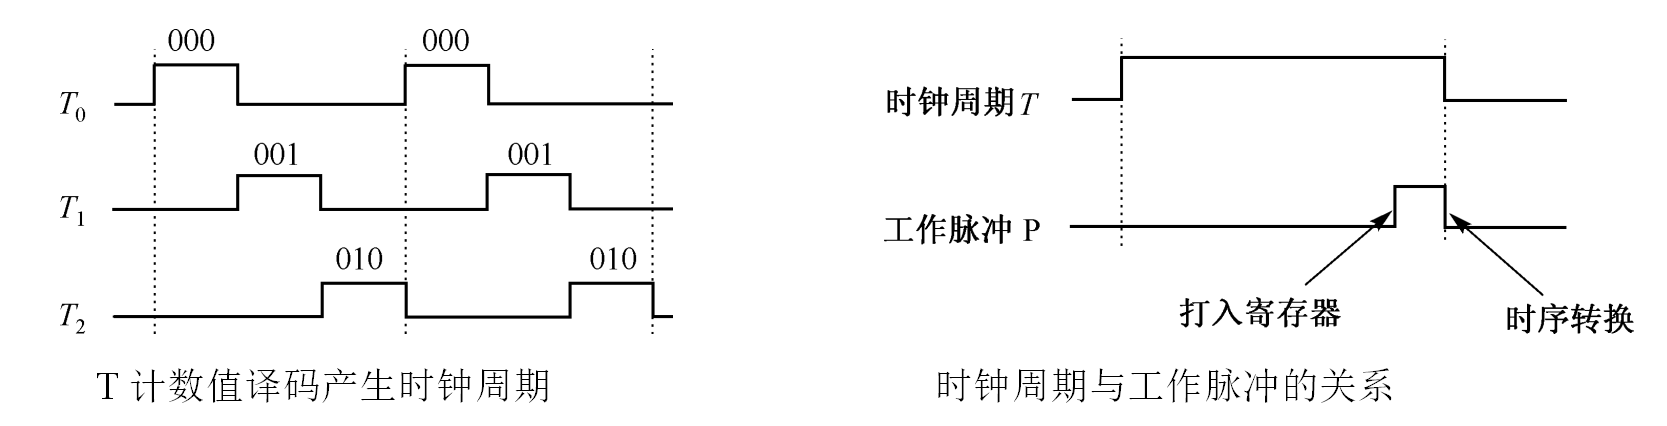 000 000
T0
001 001
T1
010 010
T2
T 计数值译码产生时钟周期
时钟周期 T
工作脉冲 P
打入寄存器
时序转换
时钟周期与工作脉冲的关系